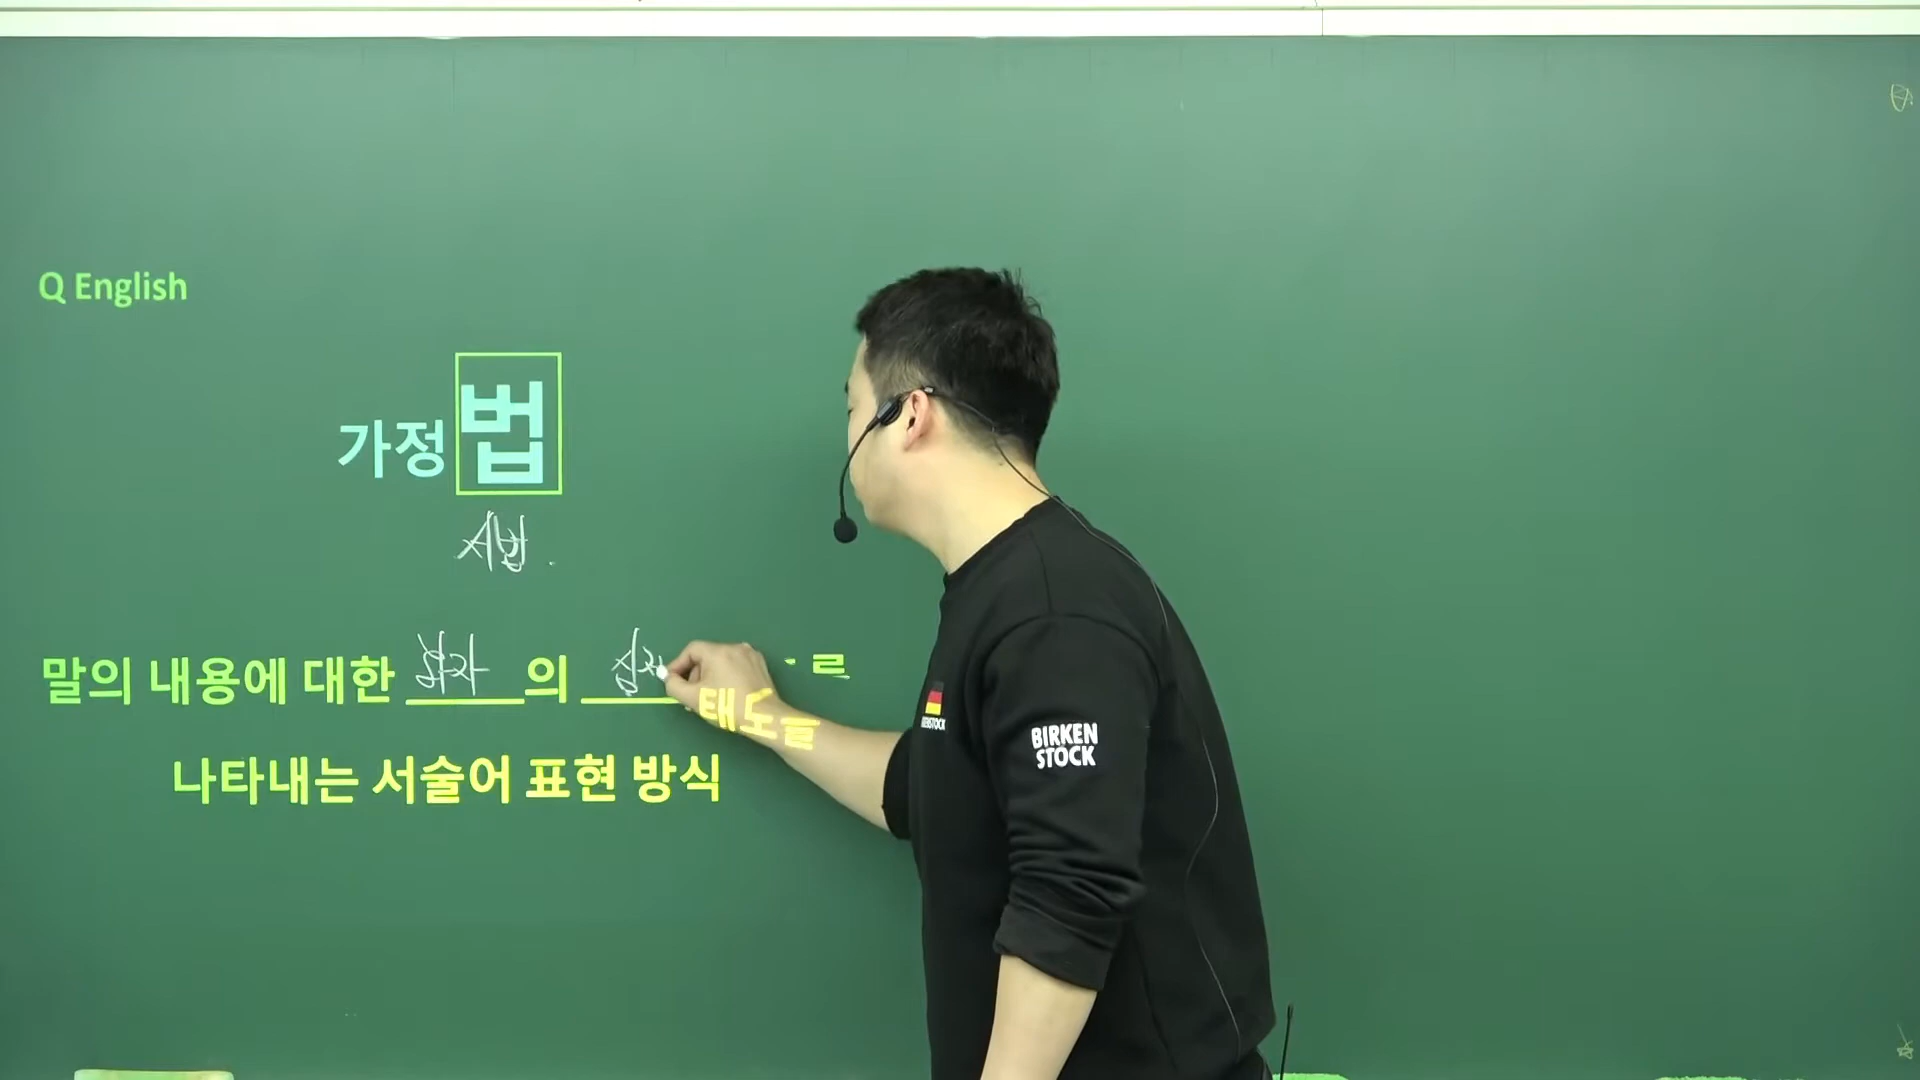 Q English
가정법
서법.
말의 내용에 대한 화자의 심적 태도를
나타내는 서술어 표현 방식
BIRKEN
STOCK